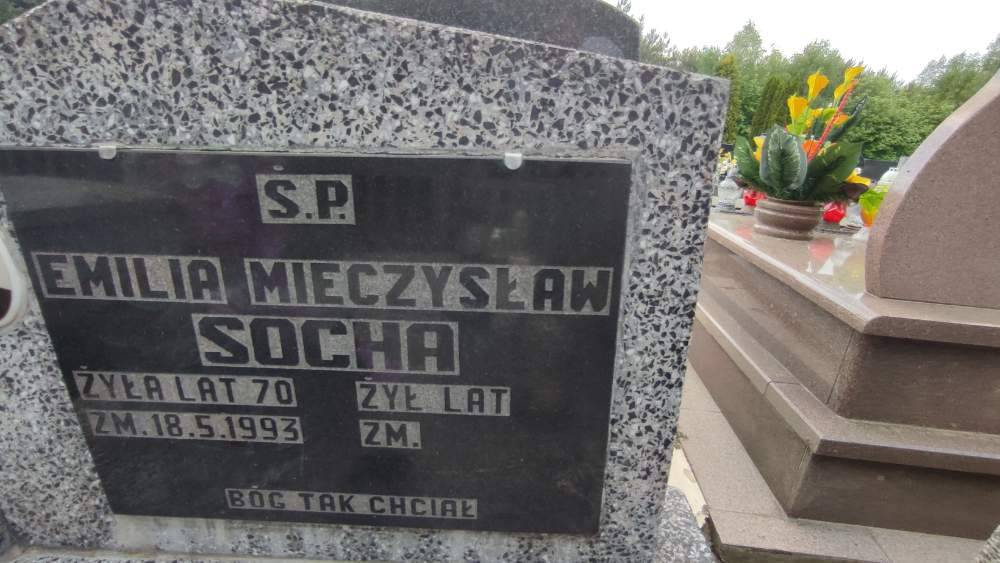 Ś.P.
EMILIA MIECZYSŁAW
SOCHA
ŻYŁA LAT 70 ŻYŁ LAT
ZM. 18.5.1993 ZM.
BÓG TAK CHCIAŁ